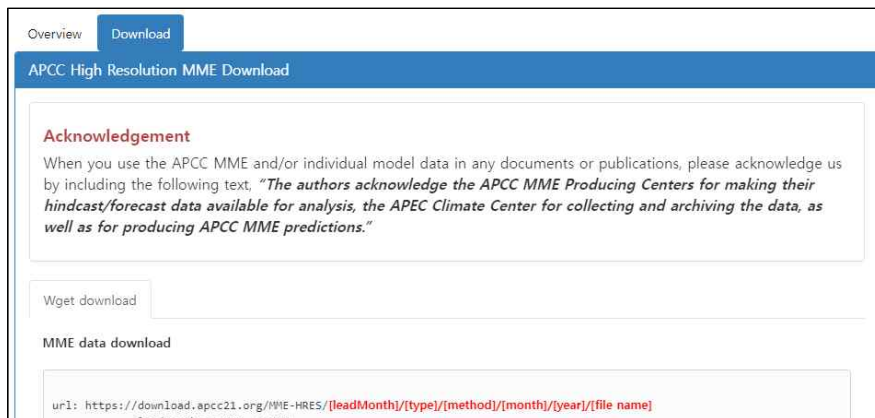 Overview Download
APCC High Resolution MME Download
Acknowledgement
When you use the APCC MME and/or individual model data in any documents or publications, please acknowledge us
by including the following text, “The authors acknowledge the APCC MME Producing Centers for making their
hindcast/forecast data available for analysis, the APEC Climate Center for collecting and archiving the data, as
well as for producing APCC MME predictions.”
Wget download
MME data download
url: https://download.apcc21.org/MME-HRES/[leadMonth]/[type]/[method]/[month]/[year]/[file name]